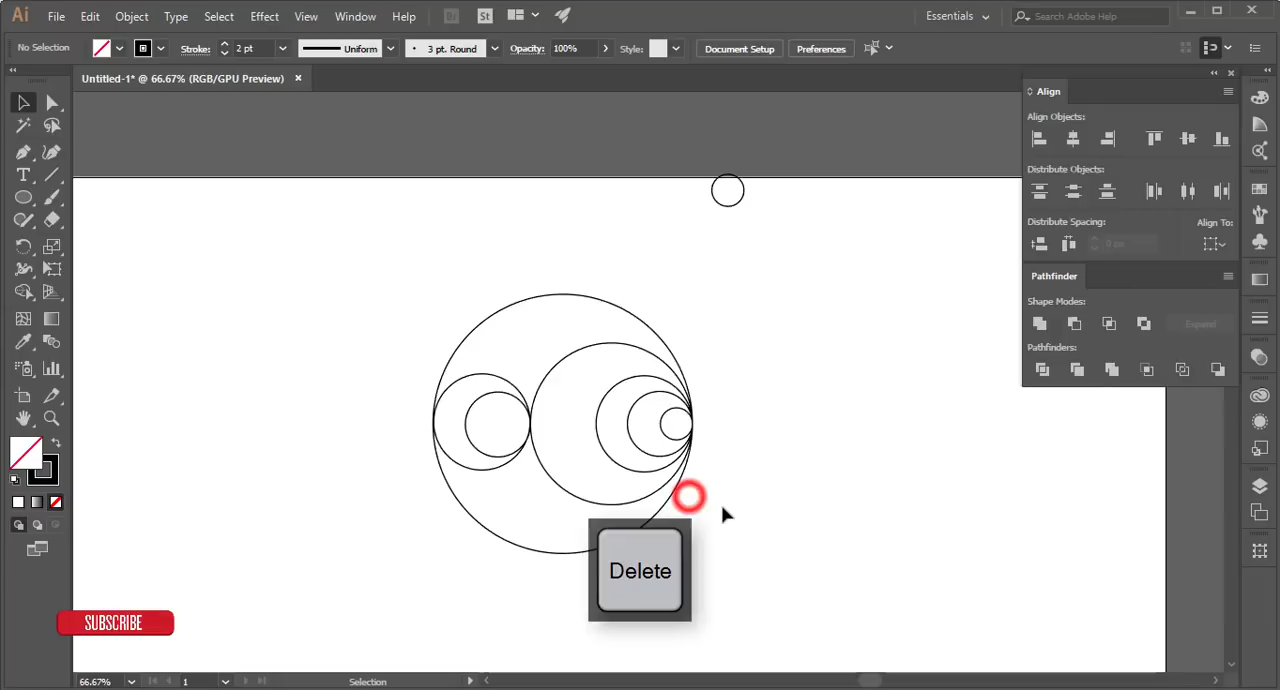 Ai File Edit Object Type Select Effect View Window Help Br St Essentials Search Adobe Help
No Selection Stroke: 2 pt Uniform 3 pt. Round Opacity: 100% Style: Document Setup Preferences
Untitled-1* @ 66.67% (RGB/GPU Preview)
Align
Align Objects:
Distribute Objects:
Distribute Spacing: Align To:
0 px
Pathfinder
Shape Modes:
Expand
Pathfinders:
Delete
SUBSCRIBE
66.67% 1 Selection